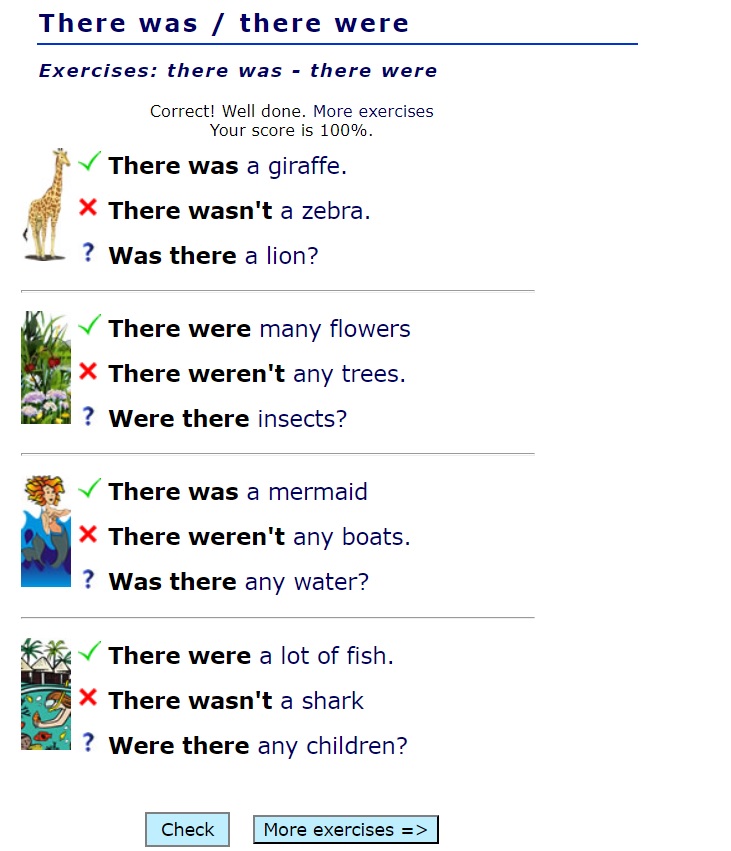 There was / there were
Exercises: there was - there were
Correct! Well done. More exercises
Your score is 100%.
There was a giraffe.
There wasn't a zebra.
? Was there a lion?
There were many flowers
There weren't any trees.
? Were there insects?
There was a mermaid
There weren't any boats.
? Was there any water?
There were a lot of fish.
There wasn't a shark
? Were there any children?
Check
More exercises =>